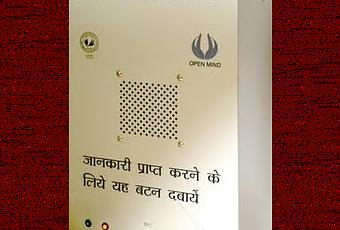 OPEN MIND
जानकारी प्राप्त करने के
लिये यह बटन दबायें